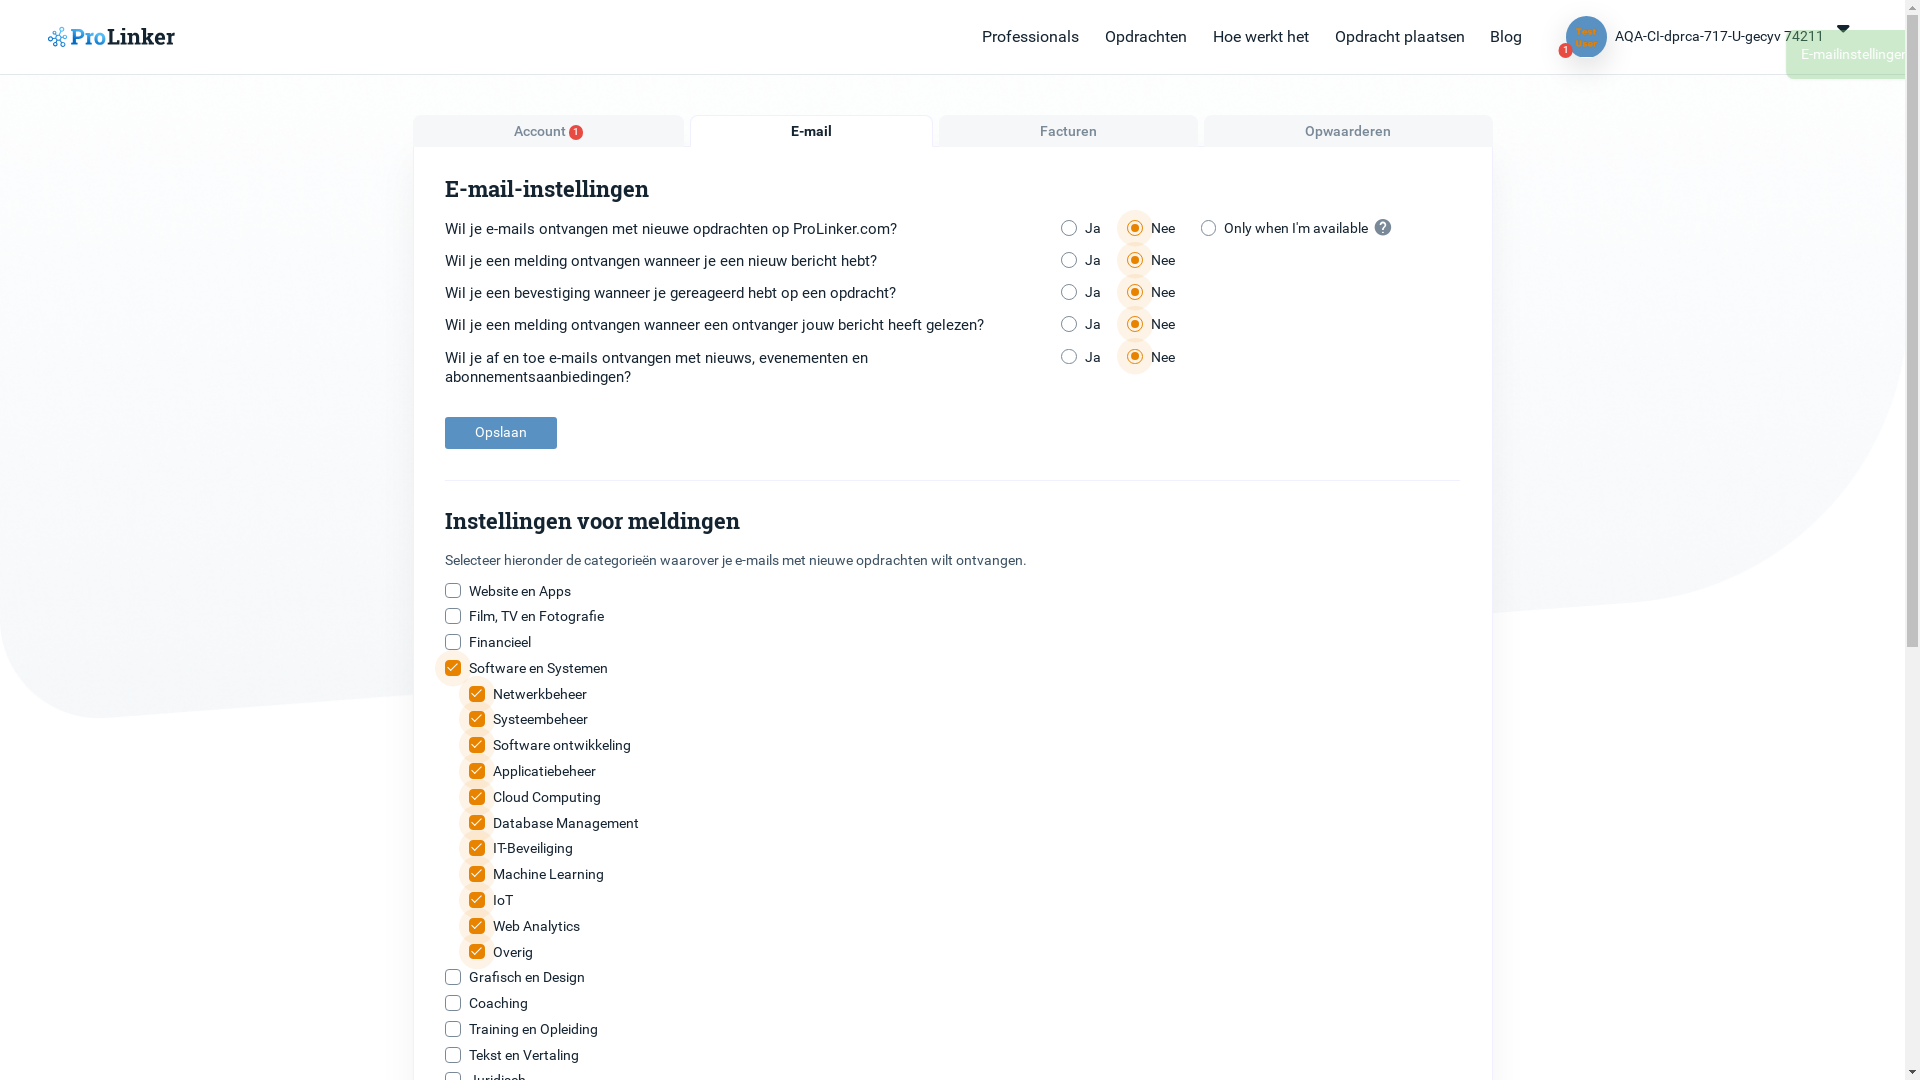 ProLinker
Professionals
Opdrachten
Hoe werkt het
Opdracht plaatsen
Blog
Test
User
1
AQA-CI-dprca-717-U-gecyv 74211
E-mailinstellingen
Account 1
E-mail
Facturen
Opwaarderen
E-mail-instellingen
Wil je e-mails ontvangen met nieuwe opdrachten op ProLinker.com?
Ja
Nee
Only when I'm available
?
Wil je een melding ontvangen wanneer je een nieuw bericht hebt?
Ja
Nee
Wil je een bevestiging wanneer je gereageerd hebt op een opdracht?
Ja
Nee
Wil je een melding ontvangen wanneer een ontvanger jouw bericht heeft gelezen?
Ja
Nee
Wil je af en toe e-mails ontvangen met nieuws, evenementen en
abonnementsaanbiedingen?
Ja
Nee
Opslaan
Instellingen voor meldingen
Selecteer hieronder de categorieën waarover je e-mails met nieuwe opdrachten wilt ontvangen.
Website en Apps
Film, TV en Fotografie
Financieel
Software en Systemen
Netwerkbeheer
Systeembeheer
Software ontwikkeling
Applicatiebeheer
Cloud Computing
Database Management
IT-Beveiliging
Machine Learning
IoT
Web Analytics
Overig
Grafisch en Design
Coaching
Training en Opleiding
Tekst en Vertaling
Juridisch